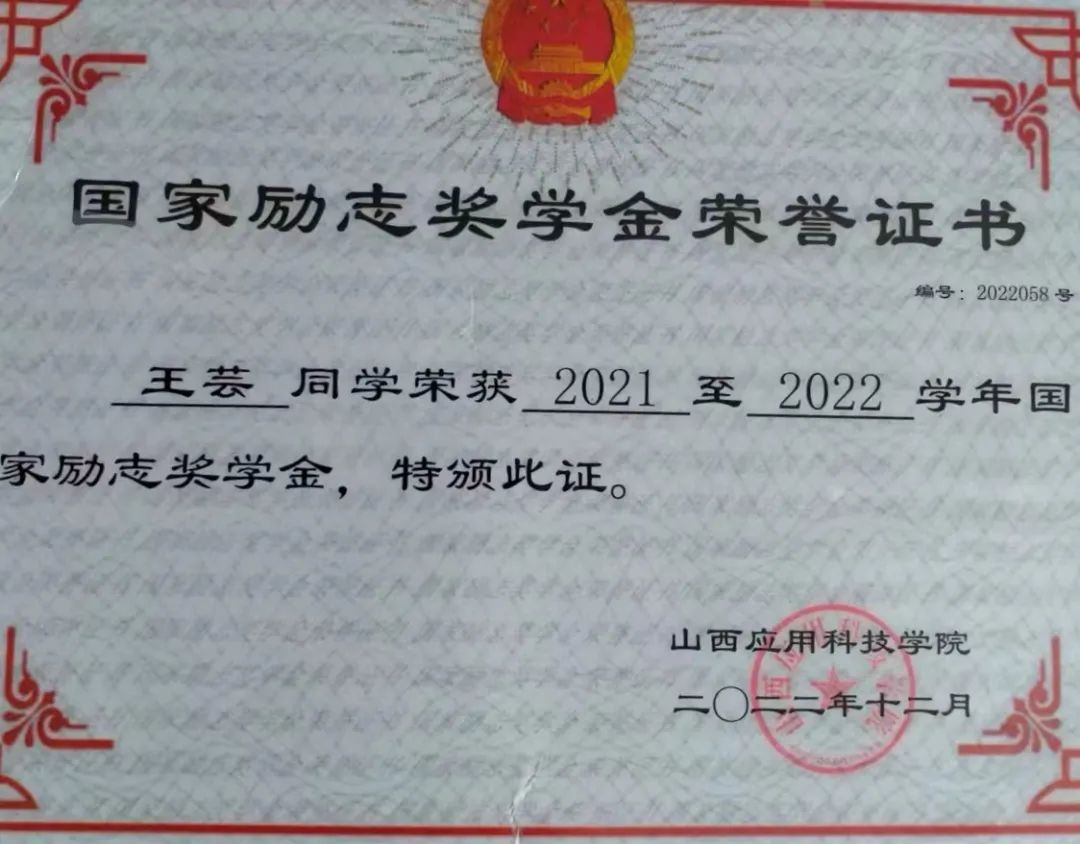 国家励志奖学金荣誉证书
编号：2022058号
王芸 同学荣获 2021 至 2022 学年国
家励志奖学金，特颁此证。
山西应用科技学院
二〇二二年十二月